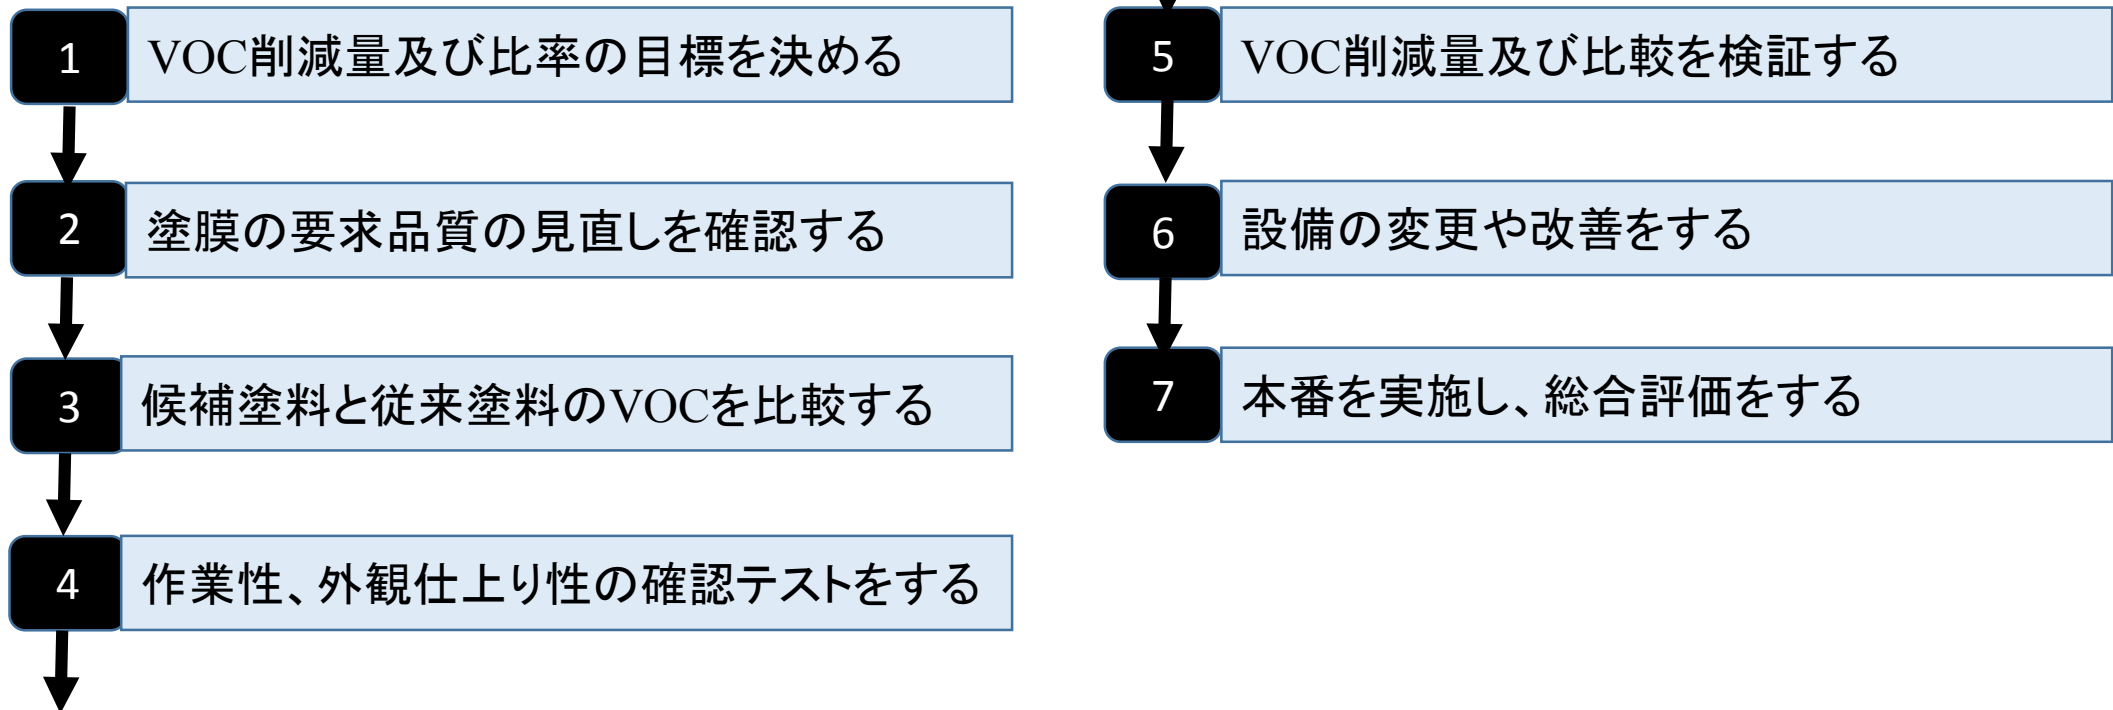 1 VOC削減量及び比率の目標を決める
2 塗膜の要求品質の見直しを確認する
3 候補塗料と従来塗料のVOCを比較する
4 作業性、外観仕上り性の確認テストをする
5 VOC削減量及び比較を検証する
6 設備の変更や改善をする
7 本番を実施し、総合評価をする